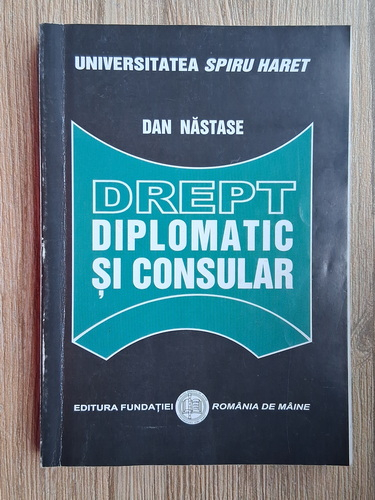 UNIVERSITATEA SPIRU HARET
DAN NĂSTASE
DREPT
DIPLOMATIC
ȘI CONSULAR
EDITURA FUNDAȚIEI ROMÂNIA DE MÂINE